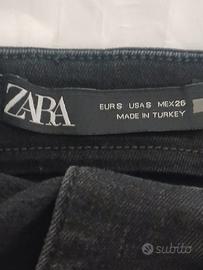 ZARA
EUR S USA S MEX 26
MADE IN TURKEY
subito